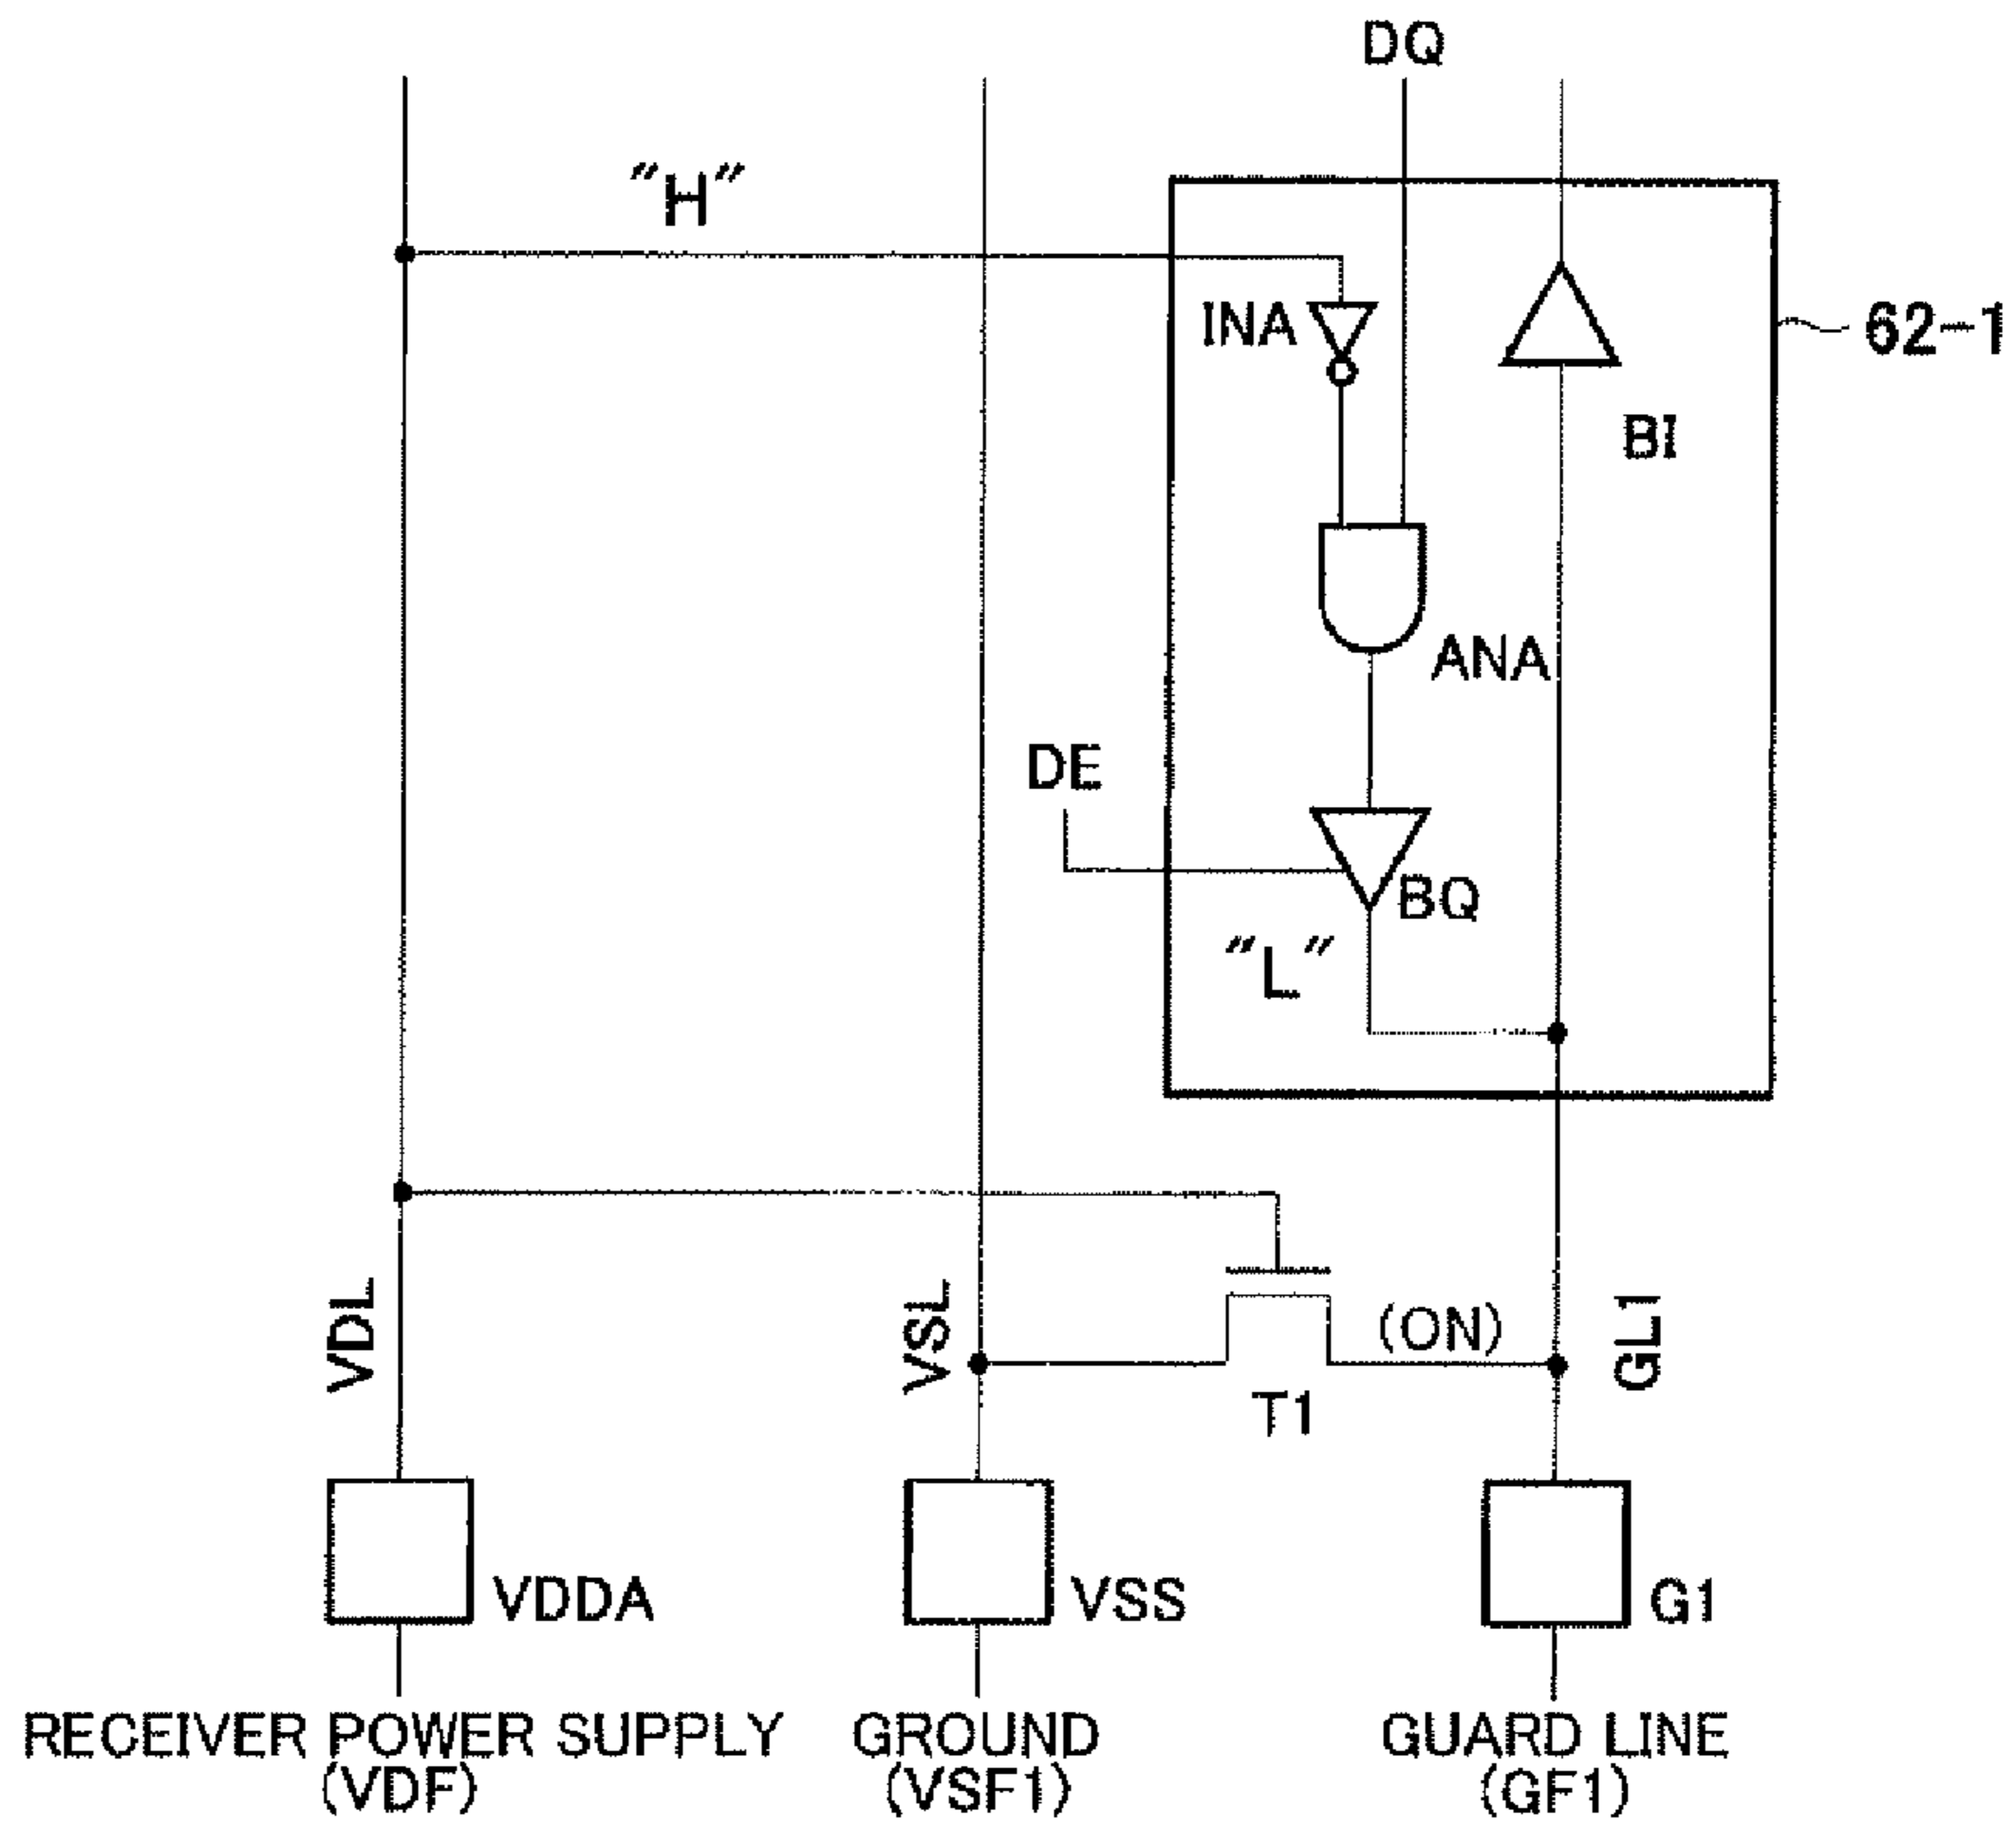 DQ
"H"
INA
62-1
BI
ANA
DE
BQ
"L"
VDL
VSL
(ON)
GL1
T1
VDDA
VSS
G1
RECEIVER POWER SUPPLY
(VDF)
GROUND
(VSF1)
GUARD LINE
(GF1)